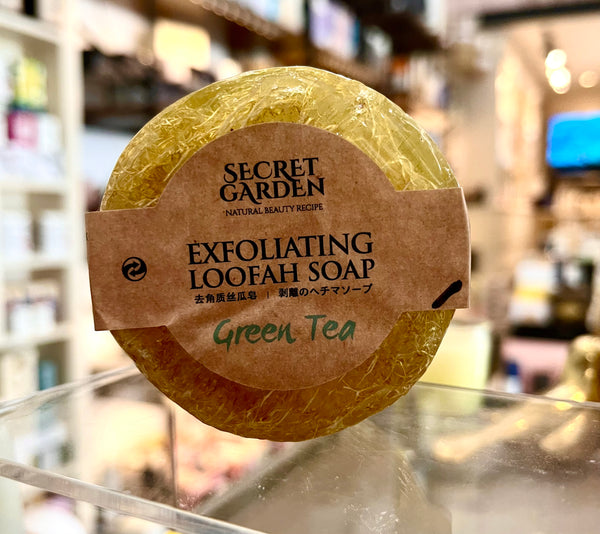 SECRET
GARDEN
NATURAL BEAUTY RECIPE
EXFOLIATING
LOOFAH SOAP
去角质丝瓜皂 | 剥離のヘチマソープ
Green Tea